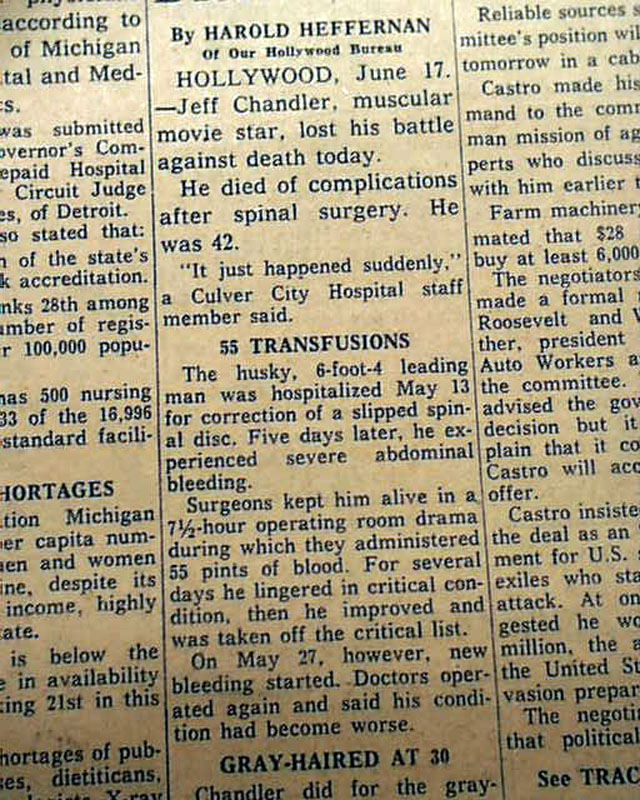 according to
of Michigan
tal and Med-
cs.
was submitted
overnor's Com-
epaid Hospital
Circuit Judge
es, of Detroit.
so stated that:
n of the state's
k accreditation.
nks 28th among
umber of regis-
r 100,000 popu-
has 500 nursing
33 of the 16,996
standard facili-
HORTAGES
tion Michigan
er capita num-
men and women
ine, despite its
income, highly
tate.
is below the
e in availability
king 21st in this
hortages of pub-
ses, dietiticans,
By HAROLD HEFFERNAN
Of Our Hollywood Bureau
HOLLYWOOD, June 17.
—Jeff Chandler, muscular
movie star, lost his battle
against death today.
He died of complications
after spinal surgery. He
was 42.
"It just happened suddenly,"
a Culver City Hospital staff
member said.
55 TRANSFUSIONS
The husky, 6-foot-4 leading
man was hospitalized May 13
for correction of a slipped spin-
al disc. Five days later, he ex-
perienced severe abdominal
bleeding.
Surgeons kept him alive in a
7½-hour operating room drama
during which they administered
55 pints of blood. For several
days he lingered in critical con-
dition, then he improved and
was taken off the critical list.
On May 27, however, new
bleeding started. Doctors oper-
ated again and said his condi-
tion had become worse.
GRAY-HAIRED AT 30
Chandler did for the gray-
Reliable sources s
mittee's position wil
tomorrow in a cab
Castro made his
mand to the comm
man mission of ag
perts who discuss
with him earlier t
Farm machinery
mated that $28
buy at least 6,000
The negotiators
made a formal
Roosevelt and W
ther, president
Auto Workers a
the committee.
advised the gov
decision but it
plain that it co
Castro will acc
offer.
Castro insiste
the deal as an
ment for U.S. s
exiles who sta
attack. At on
gested he wo
million, the a
the United St
vasion prepar
The negotia
that political
See TRAC